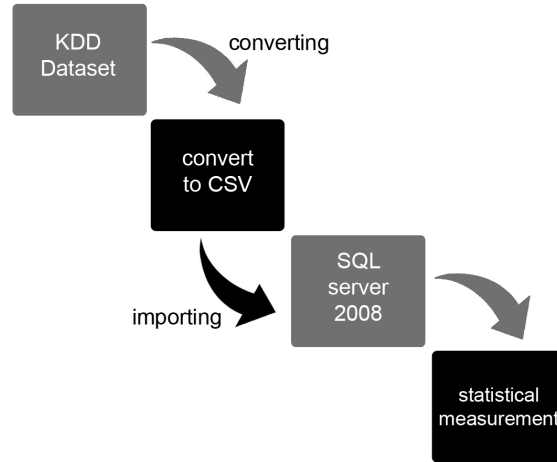 KDD
Dataset
converting
convert
to CSV
SQL
server
2008
importing
statistical
measurement